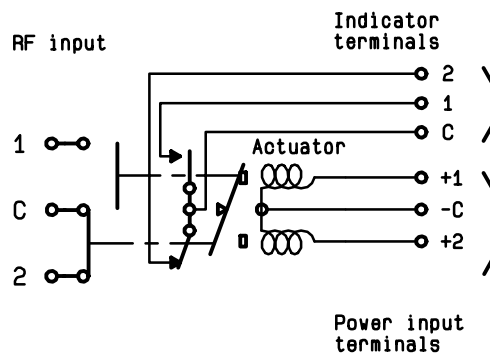 Indicator
terminals
RF input
2
1
C
1
Actuator
+1
C
-C
+2
2
Power input
terminals